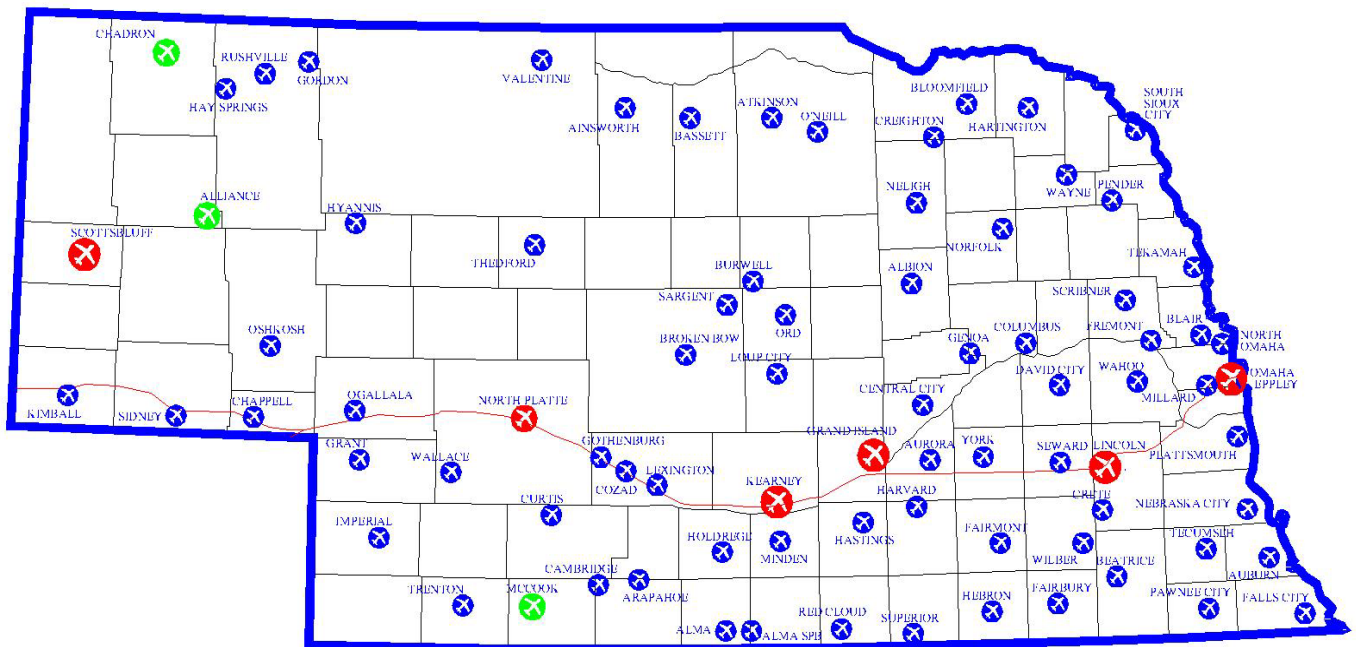 CHADRON
RUSHVILLE
GORDON
HAY SPRINGS
VALENTINE
AINSWORTH
BASSETT
ATKINSON
O'NEILL
CREIGHTON
BLOOMFIELD
HARTINGTON
SOUTH
SIOUX
CITY
ALLIANCE
SCOTTSBLUFF
HYANNIS
THEDFORD
NELIGH
WAYNE
PENDER
NORFOLK
TEKAMAH
BURWELL
ALBION
SARGENT
ORD
SCRIBNER
OSHKOSH
BROKEN BOW
LOUP CITY
GENOA
COLUMBUS
FREMONT
BLAIR
NORTH
OMAHA
KIMBALL
SIDNEY
CHAPPELL
OGALLALA
NORTH PLATTE
CENTRAL CITY
DAVID CITY
WAHOO
MILLARD
OMAHA
EPPLEY
GRANT
WALLACE
GOTHENBURG
COZAD
LEXINGTON
KEARNEY
GRAND ISLAND
AURORA
YORK
SEWARD
LINCOLN
PLATTSMOUTH
IMPERIAL
CURTIS
HOLDREGE
MINDEN
HASTINGS
HARVARD
FAIRMONT
CRETE
WILBER
BEATRICE
NEBRASKA CITY
TECUMSEH
AUBURN
TRENTON
MCCOOK
CAMBRIDGE
ARAPAHOE
ALMA
ALMA SPB
RED CLOUD
SUPERIOR
HEBRON
FAIRBURY
PAWNEE CITY
FALLS CITY